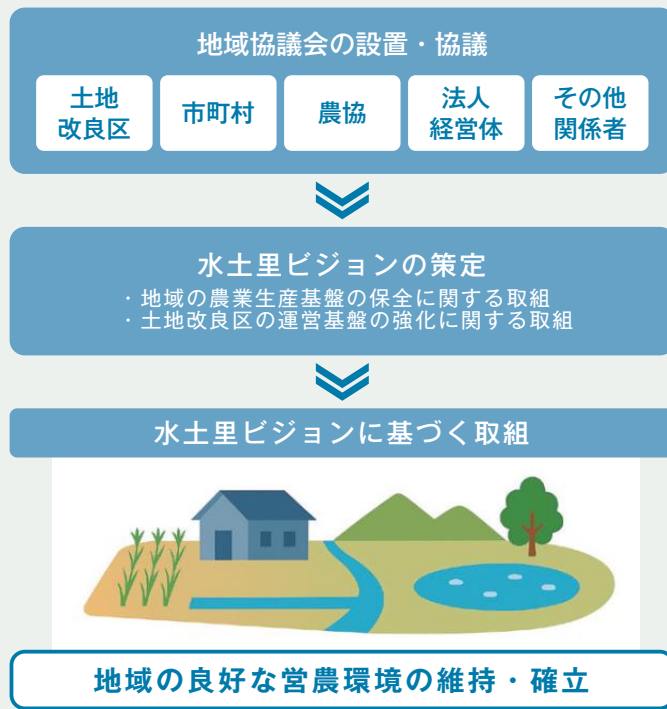 地域協議会の設置・協議
土地
改良区
市町村
農協
法人
経営体
その他
関係者
水土里ビジョンの策定
・地域の農業生産基盤の保全に関する取組
・土地改良区の運営基盤の強化に関する取組
水土里ビジョンに基づく取組
地域の良好な営農環境の維持・確立